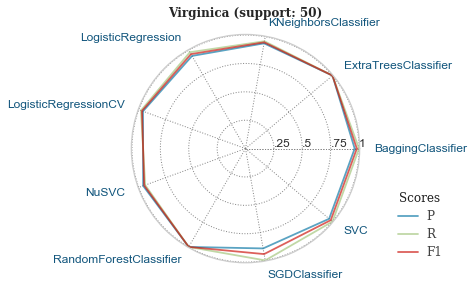 Virginica (support: 50)
KNeighborsClassifier
LogisticRegression
ExtraTreesClassifier
LogisticRegressionCV
.25 .5 .75 1
BaggingClassifier
NuSVC
Scores
P
R
F1
SVC
RandomForestClassifier
SGDClassifier